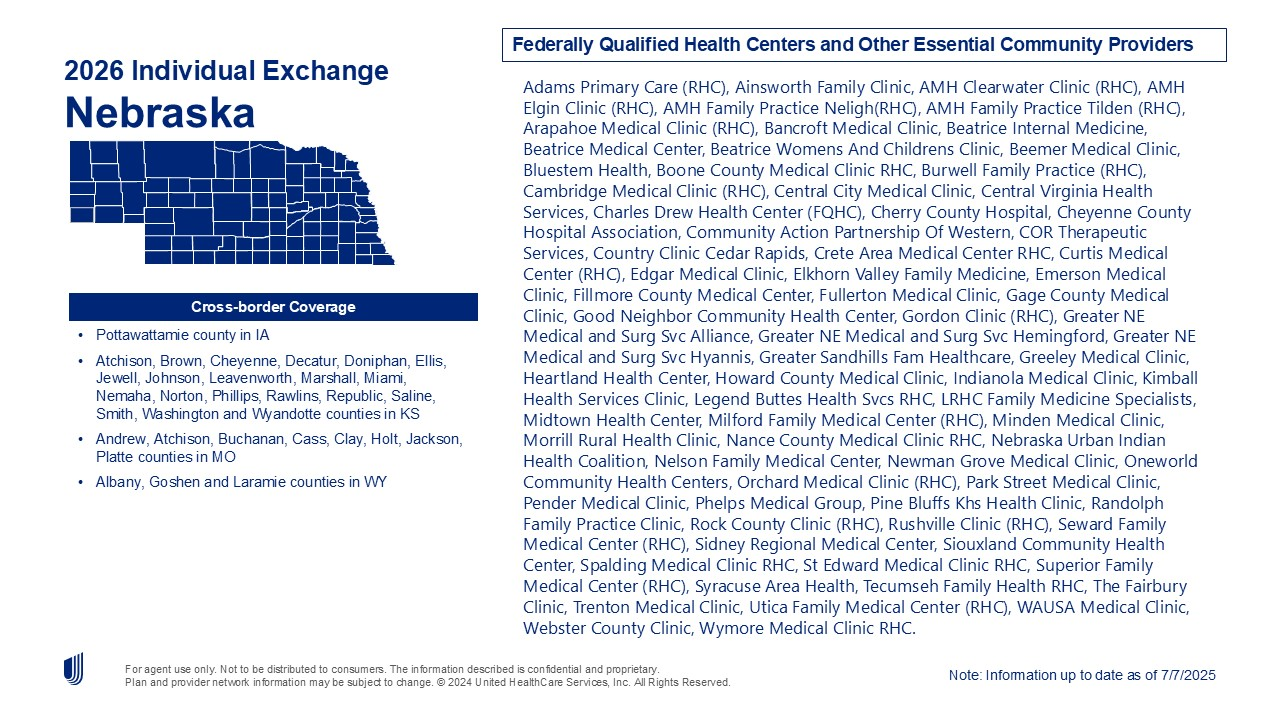 2026 Individual Exchange
Nebraska
Cross-border Coverage
• Pottawattamie county in IA
• Atchison, Brown, Cheyenne, Decatur, Doniphan, Ellis,
Jewell, Johnson, Leavenworth, Marshall, Miami,
Nemaha, Norton, Phillips, Rawlins, Republic, Saline,
Smith, Washington and Wyandotte counties in KS
• Andrew, Atchison, Buchanan, Cass, Clay, Holt, Jackson,
Platte counties in MO
• Albany, Goshen and Laramie counties in WY
Federally Qualified Health Centers and Other Essential Community Providers
Adams Primary Care (RHC), Ainsworth Family Clinic, AMH Clearwater Clinic (RHC), AMH
Elgin Clinic (RHC), AMH Family Practice Neligh(RHC), AMH Family Practice Tilden (RHC),
Arapahoe Medical Clinic (RHC), Bancroft Medical Clinic, Beatrice Internal Medicine,
Beatrice Medical Center, Beatrice Womens And Childrens Clinic, Beemer Medical Clinic,
Bluestem Health, Boone County Medical Clinic RHC, Burwell Family Practice (RHC),
Cambridge Medical Clinic (RHC), Central City Medical Clinic, Central Virginia Health
Services, Charles Drew Health Center (FQHC), Cherry County Hospital, Cheyenne County
Hospital Association, Community Action Partnership Of Western, COR Therapeutic
Services, Country Clinic Cedar Rapids, Crete Area Medical Center RHC, Curtis Medical
Center (RHC), Edgar Medical Clinic, Elkhorn Valley Family Medicine, Emerson Medical
Clinic, Fillmore County Medical Center, Fullerton Medical Clinic, Gage County Medical
Clinic, Good Neighbor Community Health Center, Gordon Clinic (RHC), Greater NE
Medical and Surg Svc Alliance, Greater NE Medical and Surg Svc Hemingford, Greater NE
Medical and Surg Svc Hyannis, Greater Sandhills Fam Healthcare, Greeley Medical Clinic,
Heartland Health Center, Howard County Medical Clinic, Indianola Medical Clinic, Kimball
Health Services Clinic, Legend Buttes Health Svcs RHC, LRHC Family Medicine Specialists,
Midtown Health Center, Milford Family Medical Center (RHC), Minden Medical Clinic,
Morrill Rural Health Clinic, Nance County Medical Clinic RHC, Nebraska Urban Indian
Health Coalition, Nelson Family Medical Center, Newman Grove Medical Clinic, Oneworld
Community Health Centers, Orchard Medical Clinic (RHC), Park Street Medical Clinic,
Pender Medical Clinic, Phelps Medical Group, Pine Bluffs Khs Health Clinic, Randolph
Family Practice Clinic, Rock County Clinic (RHC), Rushville Clinic (RHC), Seward Family
Medical Center (RHC), Sidney Regional Medical Center, Siouxland Community Health
Center, Spalding Medical Clinic RHC, St Edward Medical Clinic RHC, Superior Family
Medical Center (RHC), Syracuse Area Health, Tecumseh Family Health RHC, The Fairbury
Clinic, Trenton Medical Clinic, Utica Family Medical Center (RHC), WAUSA Medical Clinic,
Webster County Clinic, Wymore Medical Clinic RHC.
For agent use only. Not to be distributed to consumers. The information described is confidential and proprietary.
Plan and provider network information may be subject to change. © 2024 United HealthCare Services, Inc. All Rights Reserved.
Note: Information up to date as of 7/7/2025